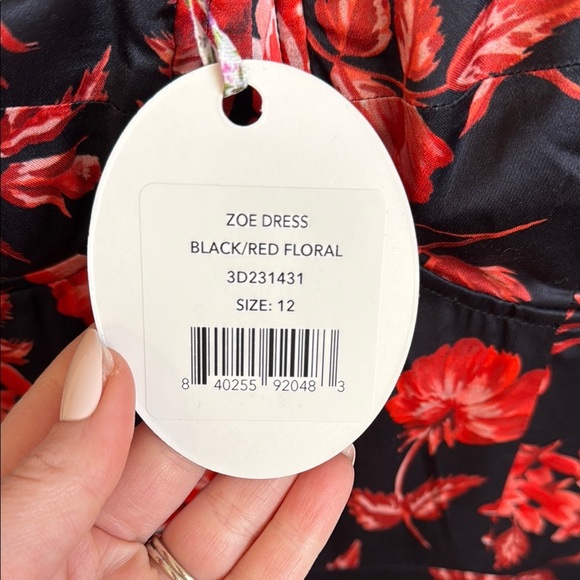 ZOE DRESS
BLACK/RED FLORAL
3D231431
SIZE: 12
8 40255 92048 3